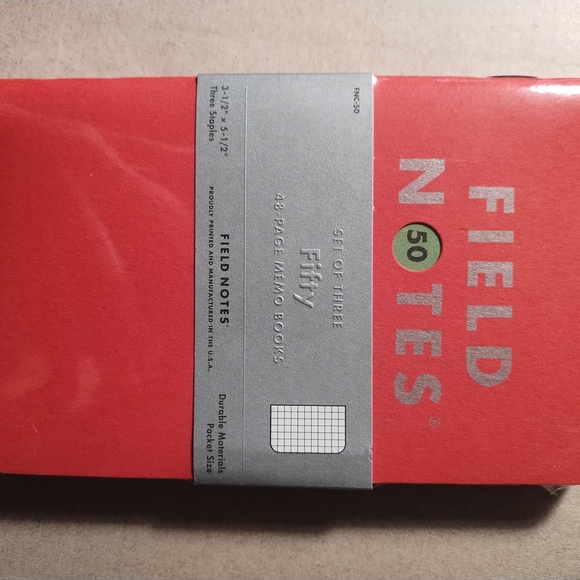 FIELD
NOTES®
50
FNC-50
SET OF THREE
Fifty
48-PAGE MEMO BOOKS
3-1/2" × 5-1/2"
Three Staples
FIELD NOTES®
PROUDLY PRINTED AND MANUFACTURED IN THE U.S.A.
Durable Materials
Pocket Size